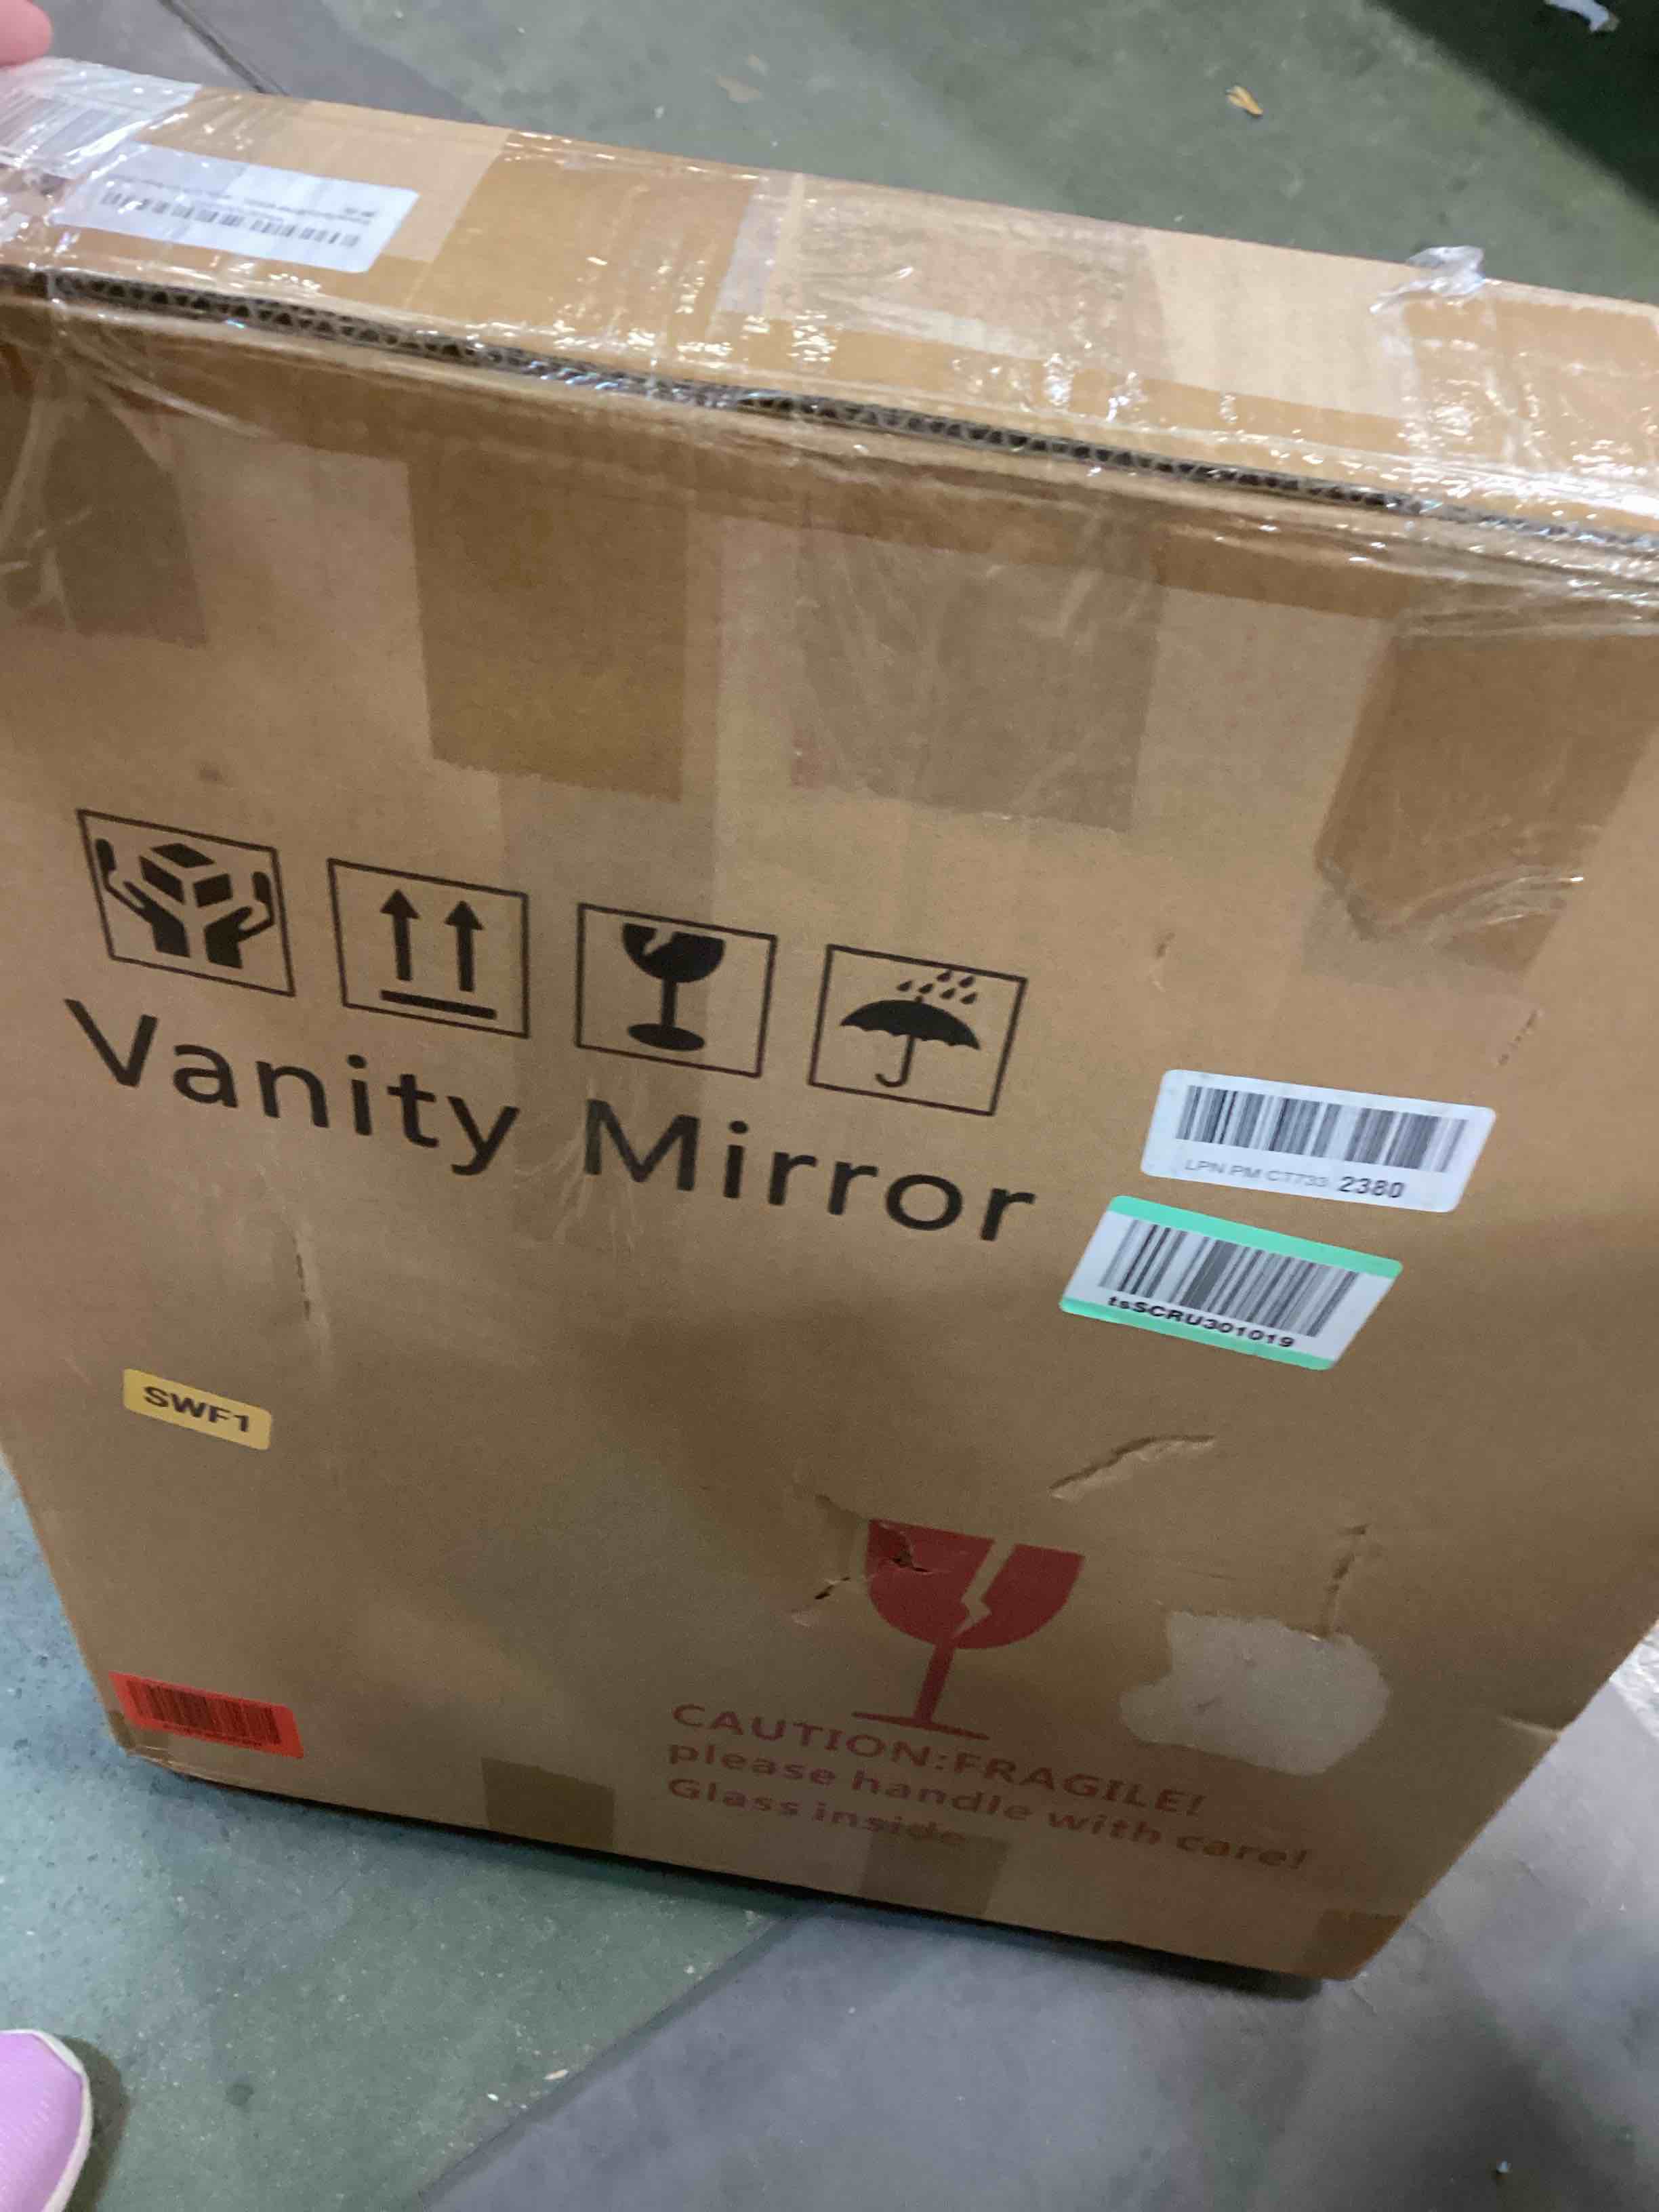 Vanity Mirror
LPN PM CT733 2380
tsSCRU301019
SWF1
CAUTION:FRAGILE!
please handle with care!
Glass inside